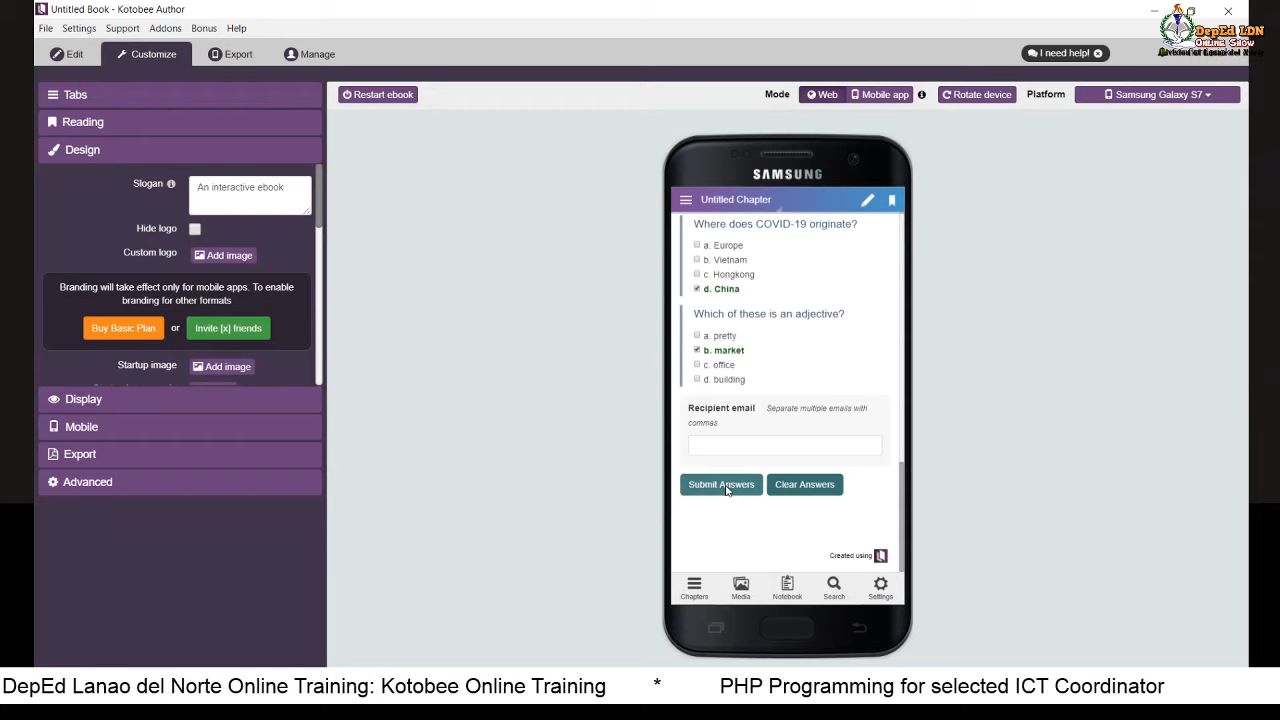 Untitled Book - Kotobee Author
File Settings Support Addons Bonus Help
DepEd LDN
Online Show
Edit Customize Export Manage
I need help!
Tabs
Restart ebook Mode Web Mobile app Rotate device Platform Samsung Galaxy S7
Reading
Design
Slogan An interactive ebook
Hide logo
Custom logo Add image
Branding will take effect only for mobile apps. To enable
branding for other formats
Buy Basic Plan or Invite [x] friends
Startup image Add image
Display
Mobile
Export
Advanced
SAMSUNG
Untitled Chapter
Where does COVID-19 originate?
a. Europe
b. Vietnam
c. Hongkong
d. China
Which of these is an adjective?
a. pretty
b. market
c. office
d. building
Recipient email Separate multiple emails with
commas
Submit Answers Clear Answers
Created using
Chapters Media Notebook Search Settings
DepEd Lanao del Norte Online Training: Kotobee Online Training * PHP Programming for selected ICT Coordinator